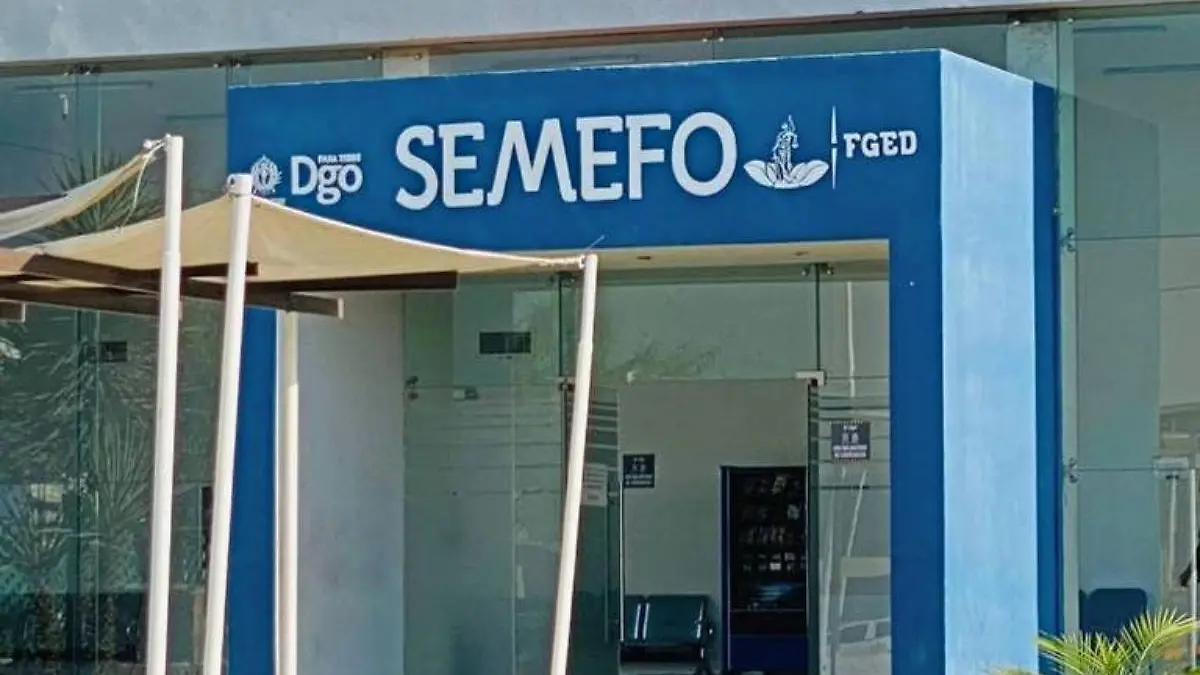 PARA TODOS
Dgo
SEMEFO
FGED